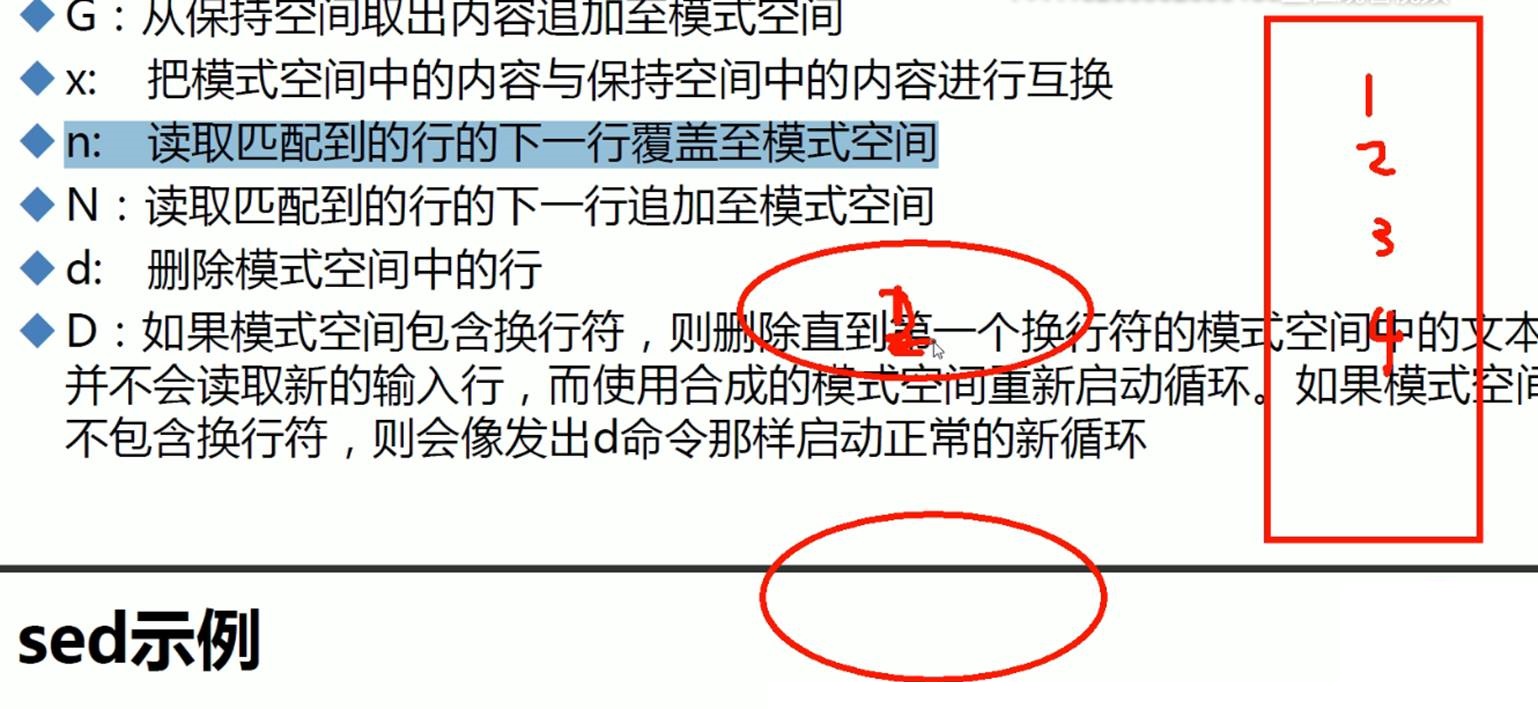 G：从保持空间取出内容追加至模式空间
x: 把模式空间中的内容与保持空间中的内容进行互换
n: 读取匹配到的行的下一行覆盖至模式空间
N：读取匹配到的行的下一行追加至模式空间
d: 删除模式空间中的行
D：如果模式空间包含换行符，则删除直到第一个换行符的模式空间中的文本
并不会读取新的输入行，而使用合成的模式空间重新启动循环。如果模式空间
不包含换行符，则会像发出d命令那样启动正常的新循环
1
2
3
4
sed示例